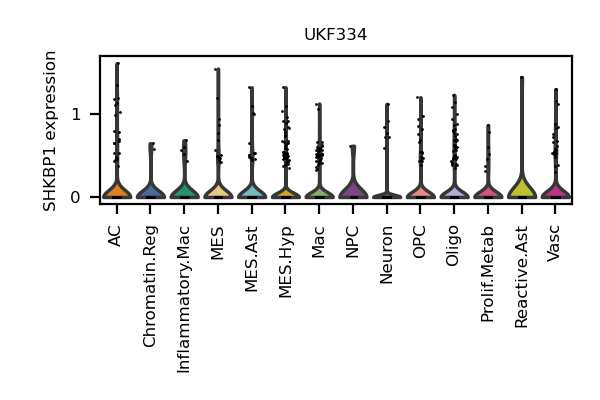 UKF334
SHKBP1 expression
1
0
AC
Chromatin.Reg
Inflammatory.Mac
MES
MES.Ast
MES.Hyp
Mac
NPC
Neuron
OPC
Oligo
Prolif.Metab
Reactive.Ast
Vasc